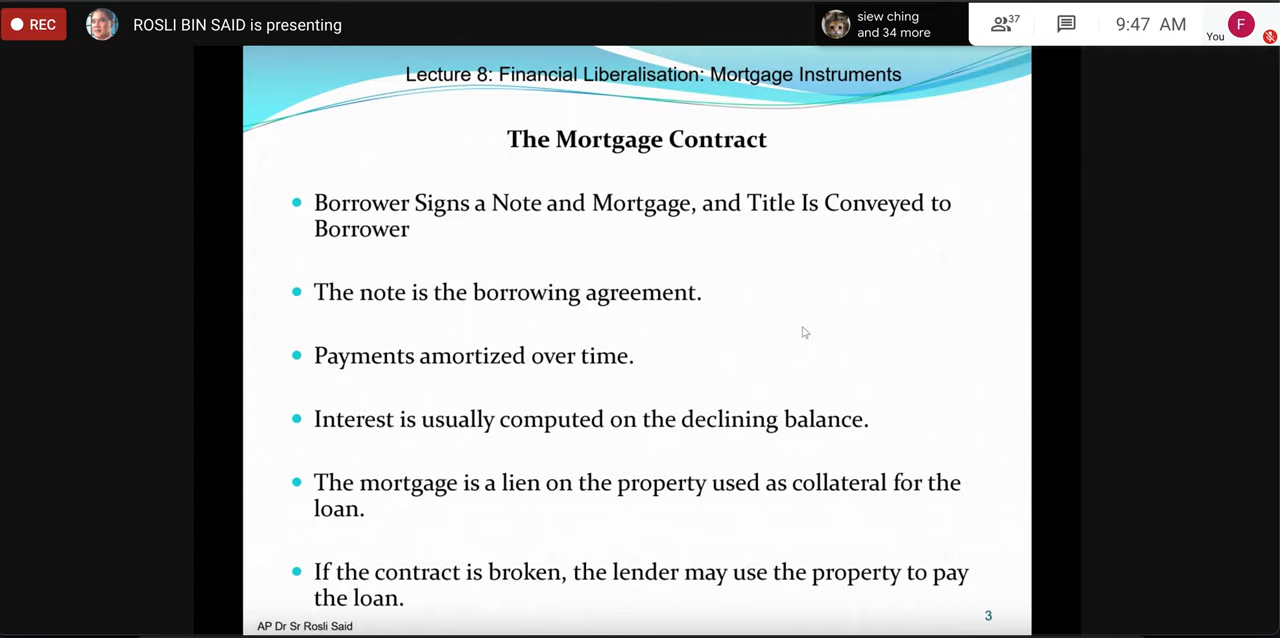 REC
ROSLI BIN SAID is presenting
siew ching
and 34 more
37
9:47 AM
You
F
Lecture 8: Financial Liberalisation: Mortgage Instruments
The Mortgage Contract
• Borrower Signs a Note and Mortgage, and Title Is Conveyed to
Borrower
• The note is the borrowing agreement.
• Payments amortized over time.
• Interest is usually computed on the declining balance.
• The mortgage is a lien on the property used as collateral for the
loan.
• If the contract is broken, the lender may use the property to pay
the loan.
AP Dr Sr Rosli Said
3